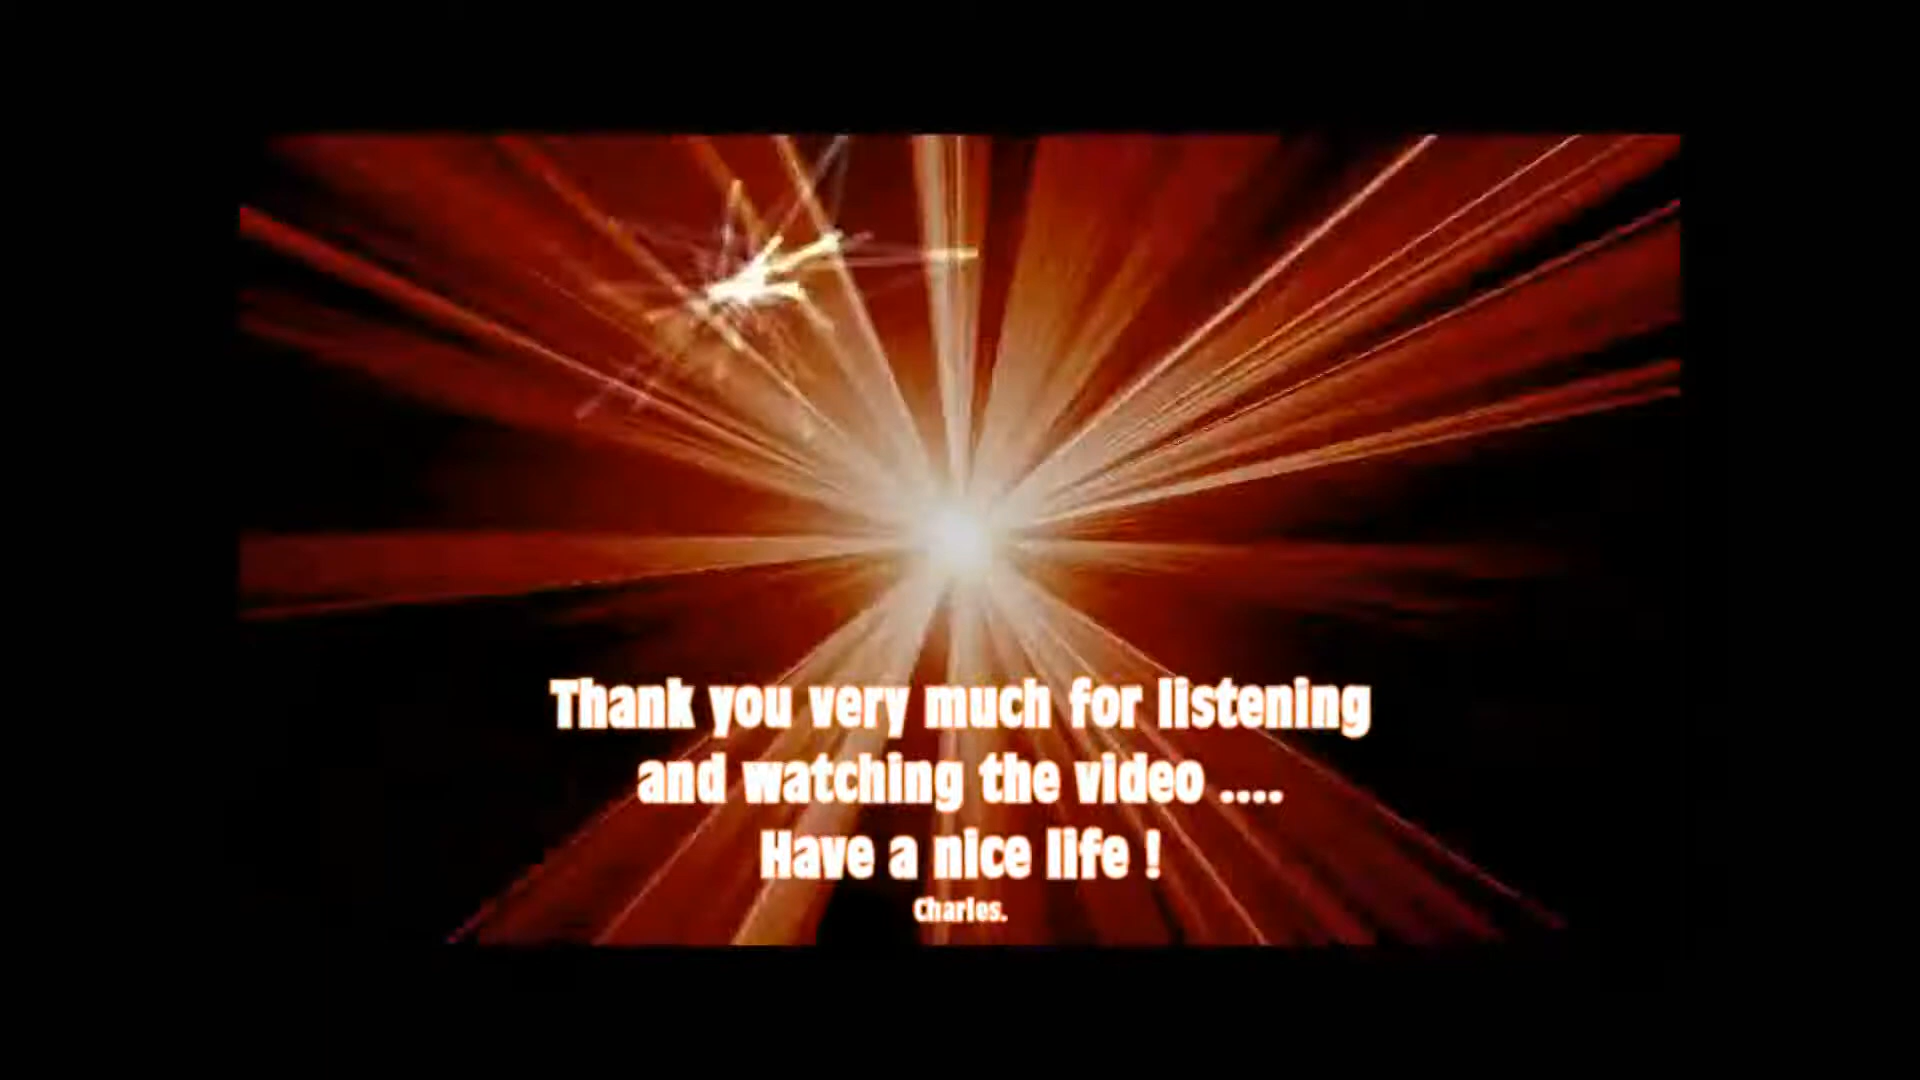 Thank you very much for listening
and watching the video ....
Have a nice life !
Charles.